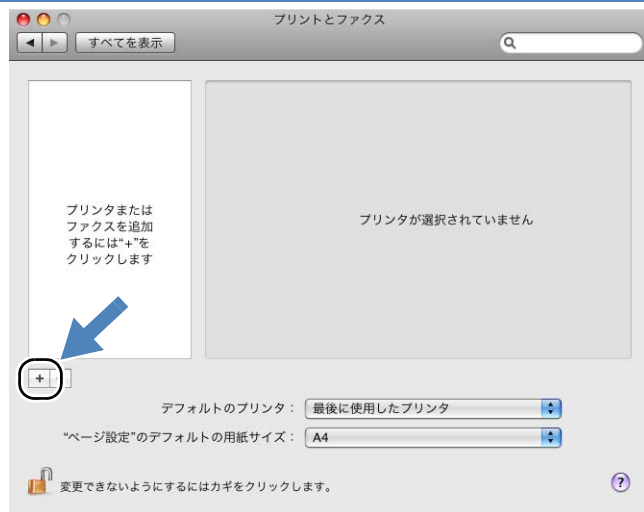 プリントとファクス
すべてを表示
プリンタまたは
ファクスを追加
するには“+”を
クリックします
プリンタが選択されていません
+
デフォルトのプリンタ： 最後に使用したプリンタ
“ページ設定”のデフォルトの用紙サイズ： A4
変更できないようにするにはカギをクリックします。
?